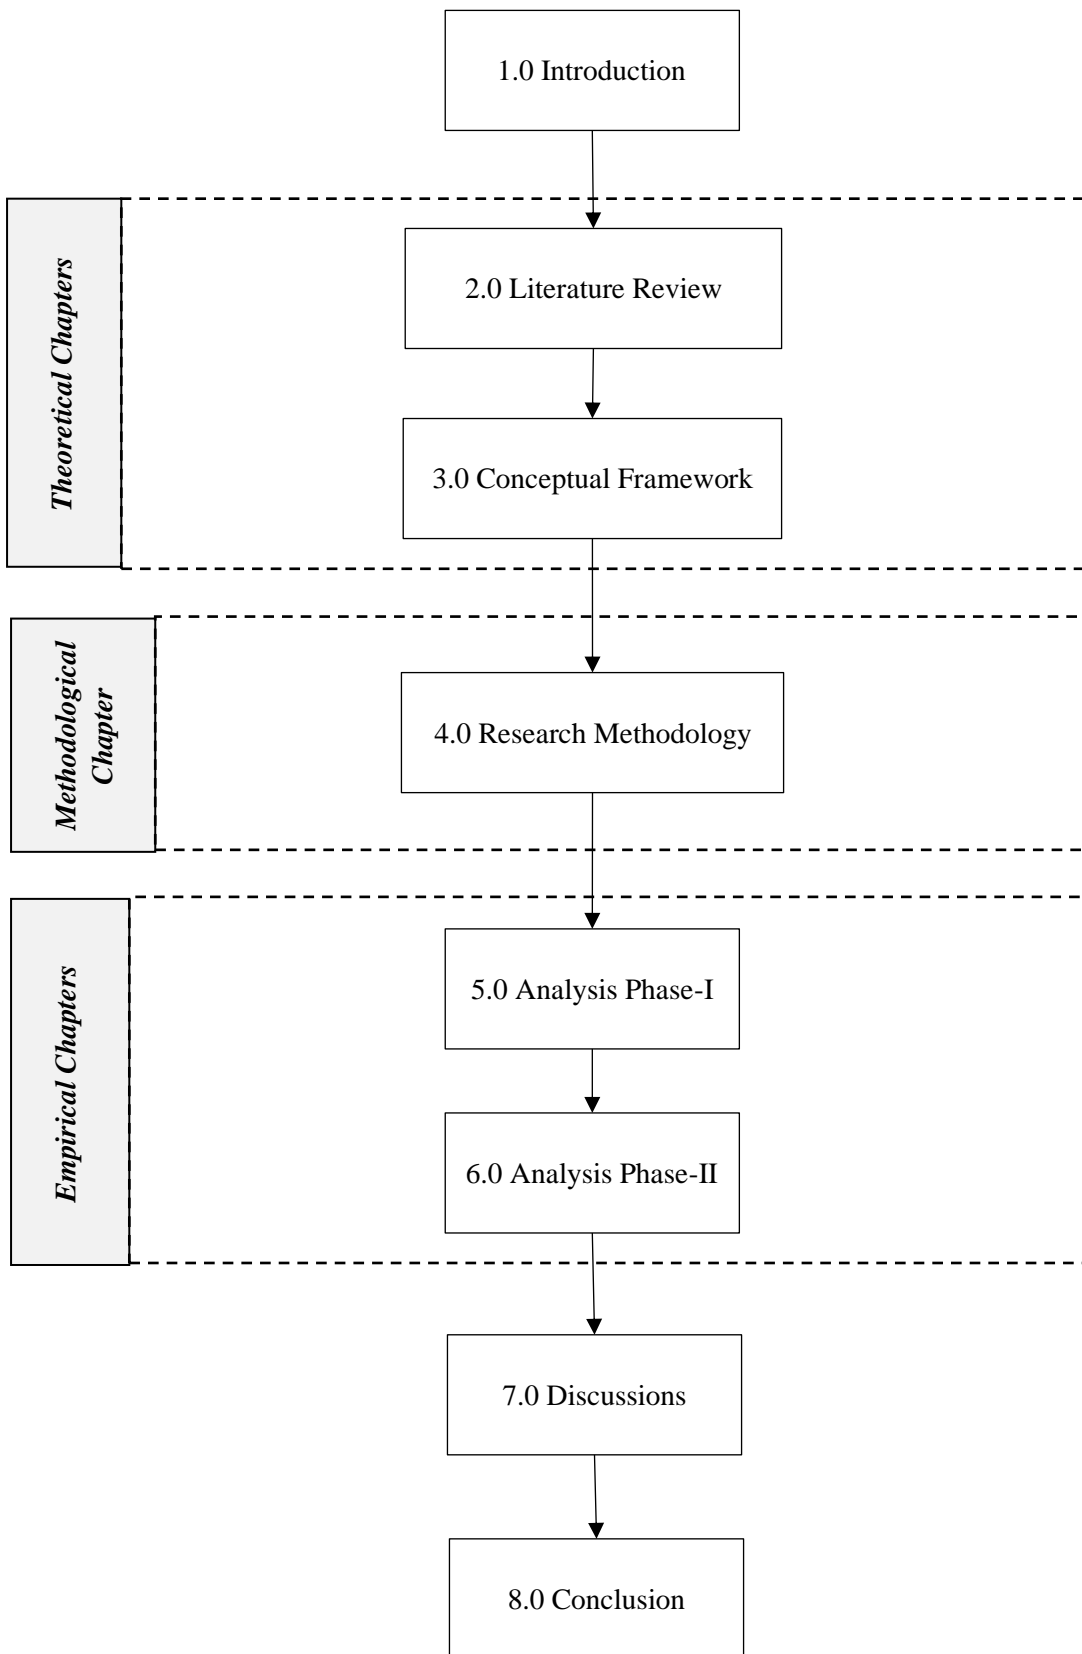 1.0 Introduction
Theoretical Chapters
2.0 Literature Review
3.0 Conceptual Framework
Methodological
Chapter
4.0 Research Methodology
Empirical Chapters
5.0 Analysis Phase-I
6.0 Analysis Phase-II
7.0 Discussions
8.0 Conclusion